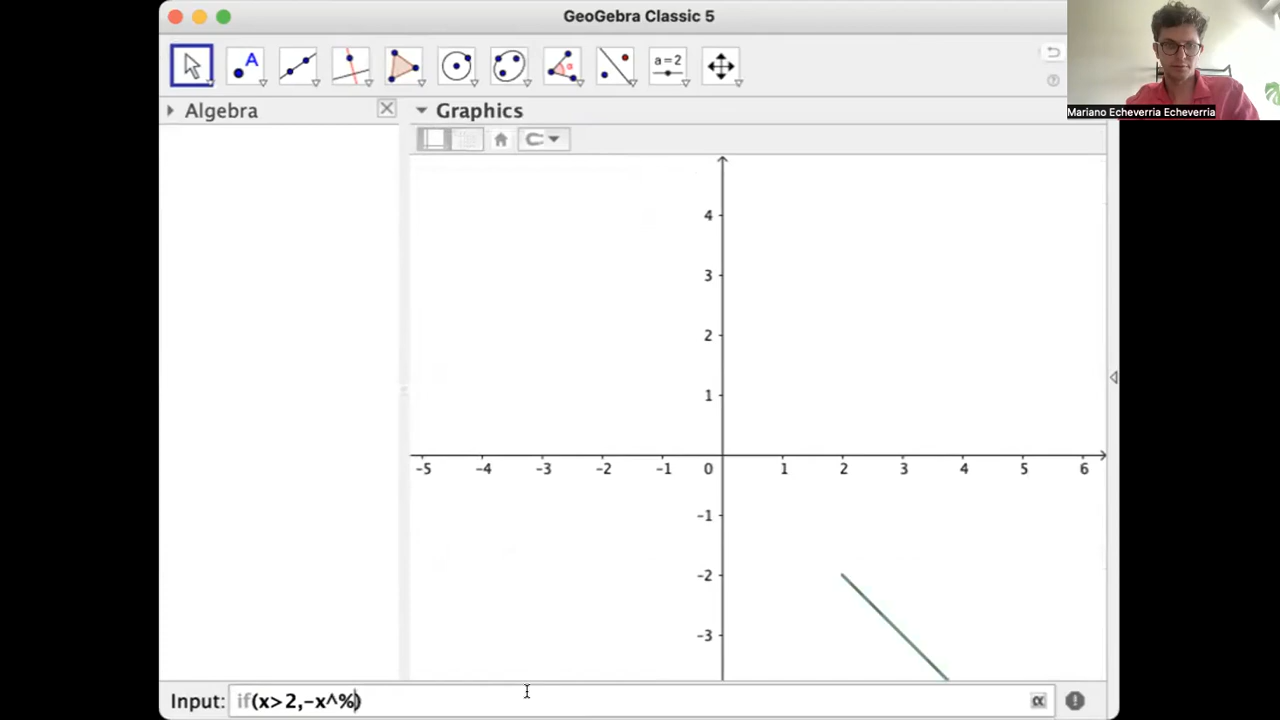 GeoGebra Classic 5
A
a = 2
Mariano Echeverria Echeverria
Algebra
Graphics
4
3
2
1
-5 -4 -3 -2 -1 0 1 2 3 4 5 6
-1
-2
-3
Input: if(x>2,-x^%) α